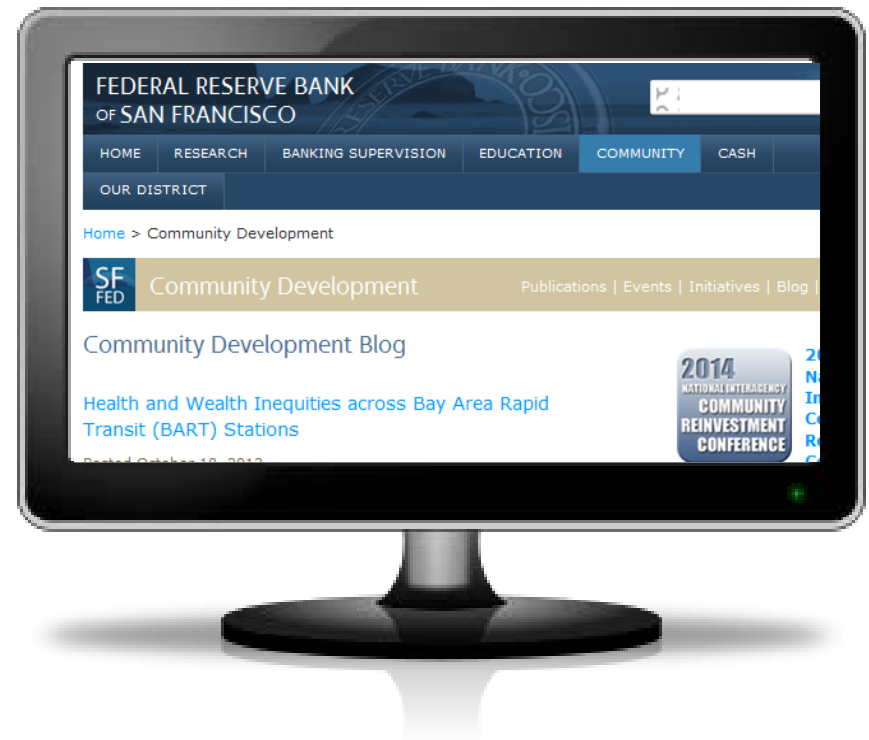 FEDERAL RESERVE BANK
OF SAN FRANCISCO
HOME RESEARCH BANKING SUPERVISION EDUCATION COMMUNITY CASH
OUR DISTRICT
Home > Community Development
SF
FED
Community Development
Publications | Events | Initiatives | Blog |
Community Development Blog
Health and Wealth Inequities across Bay Area Rapid
Transit (BART) Stations
2014
NATIONAL INTERAGENCY
COMMUNITY
REINVESTMENT
CONFERENCE